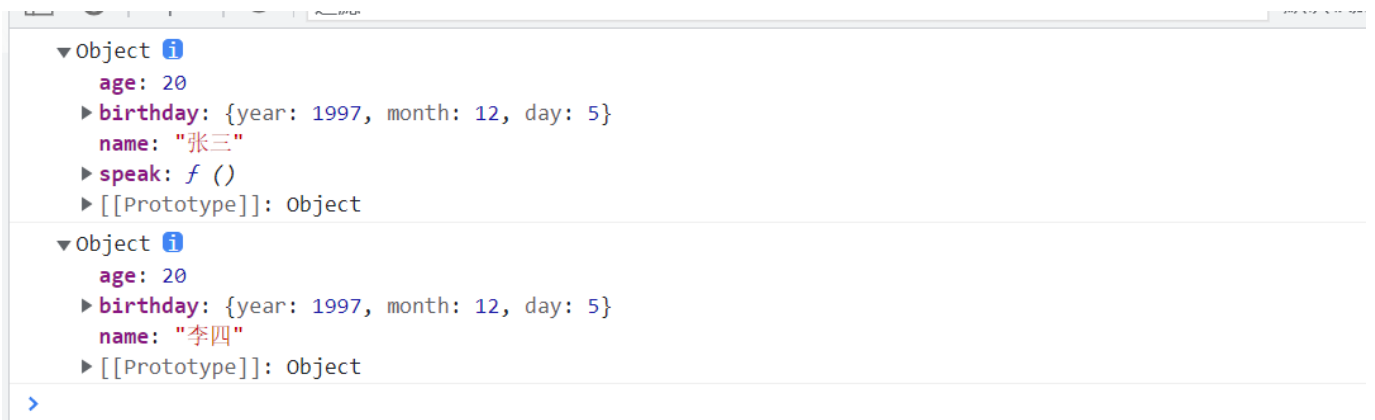 Object i
age: 20
birthday: {year: 1997, month: 12, day: 5}
name: "张三"
speak: ƒ ()
[[Prototype]]: Object
Object i
age: 20
birthday: {year: 1997, month: 12, day: 5}
name: "李四"
[[Prototype]]: Object